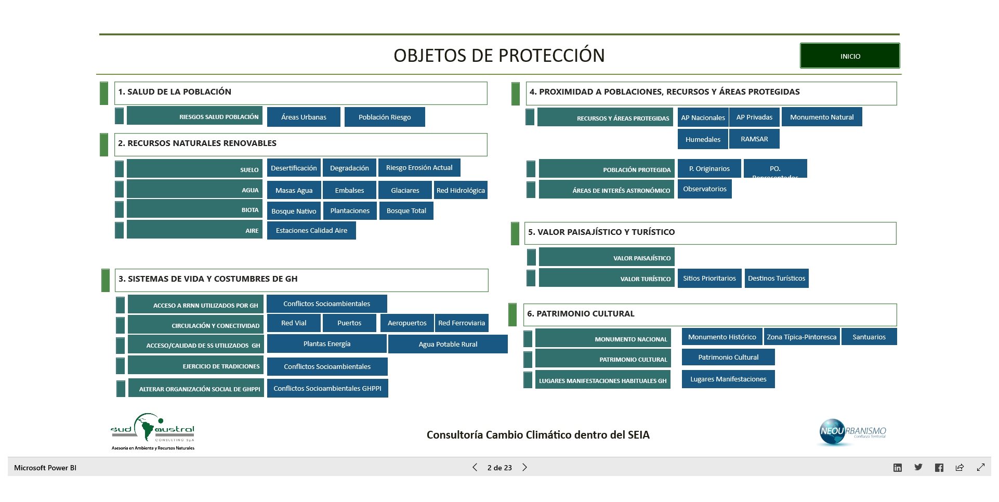 OBJETOS DE PROTECCIÓN
INICIO
1. SALUD DE LA POBLACIÓN
RIESGOS SALUD POBLACIÓN
Áreas Urbanas
Población Riesgo
2. RECURSOS NATURALES RENOVABLES
SUELO
Desertificación
Degradación
Riesgo Erosión Actual
AGUA
Masas Agua
Embalses
Glaciares
Red Hidrológica
BIOTA
Bosque Nativo
Plantaciones
Bosque Total
AIRE
Estaciones Calidad Aire
3. SISTEMAS DE VIDA Y COSTUMBRES DE GH
ACCESO A RRNN UTILIZADOS POR GH
Conflictos Socioambientales
CIRCULACIÓN Y CONECTIVIDAD
Red Vial
Puertos
Aeropuertos
Red Ferroviaria
ACCESO/CALIDAD DE SS UTILIZADOS GH
Plantas Energía
Agua Potable Rural
EJERCICIO DE TRADICIONES
Conflictos Socioambientales
ALTERAR ORGANIZACIÓN SOCIAL DE GHPPI
Conflictos Socioambientales GHPPI
4. PROXIMIDAD A POBLACIONES, RECURSOS Y ÁREAS PROTEGIDAS
RECURSOS Y ÁREAS PROTEGIDAS
AP Nacionales
AP Privadas
Monumento Natural
Humedales
RAMSAR
POBLACIÓN PROTEGIDA
P. Originarios
PO.
ÁREAS DE INTERÉS ASTRONÓMICO
Observatorios
5. VALOR PAISAJÍSTICO Y TURÍSTICO
VALOR PAISAJÍSTICO
VALOR TURÍSTICO
Sitios Prioritarios
Destinos Turísticos
6. PATRIMONIO CULTURAL
MONUMENTO NACIONAL
Monumento Histórico
Zona Típica-Pintoresca
Santuarios
PATRIMONIO CULTURAL
Patrimonio Cultural
LUGARES MANIFESTACIONES HABITUALES GH
Lugares Manifestaciones
sud austral
CONSULTING SpA
Asesoría en Ambiente y Recursos Naturales
Consultoría Cambio Climático dentro del SEIA
NEOURBANISMO
Confianza Territorial
Microsoft Power BI
2 de 23